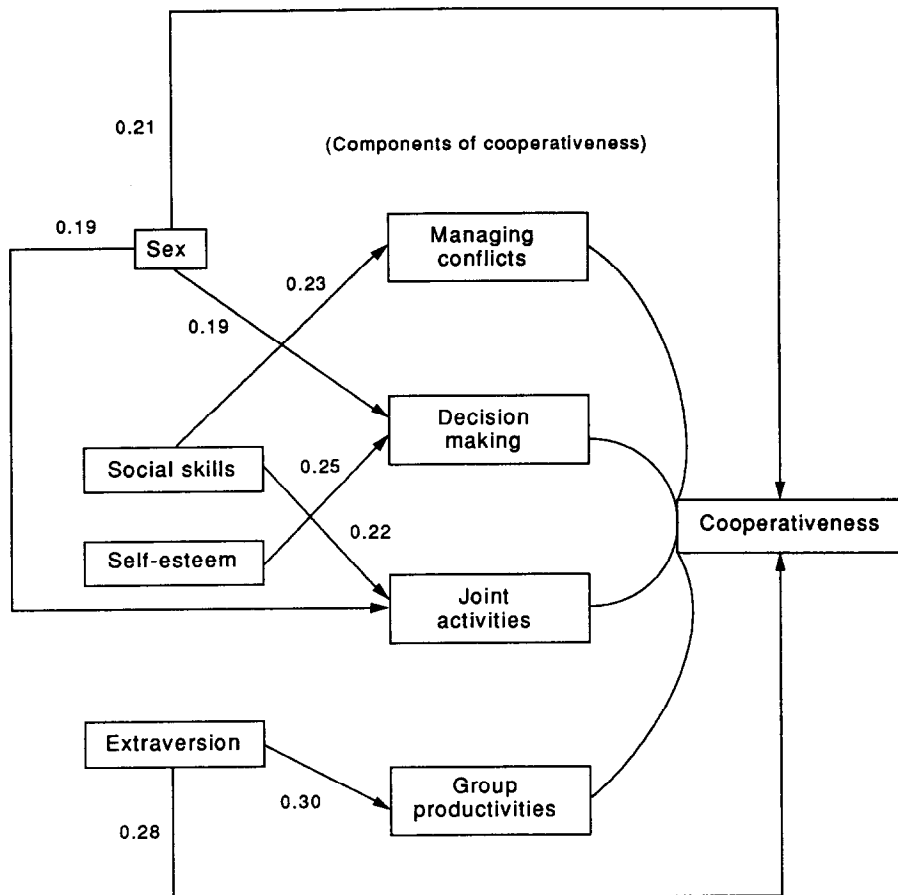 0.21
(Components of cooperativeness)
0.19
Sex
Managing
conflicts
0.23
0.19
Decision
making
Social skills
0.25
Cooperativeness
0.22
Self-esteem
Joint
activities
Extraversion
Group
productivities
0.30
0.28